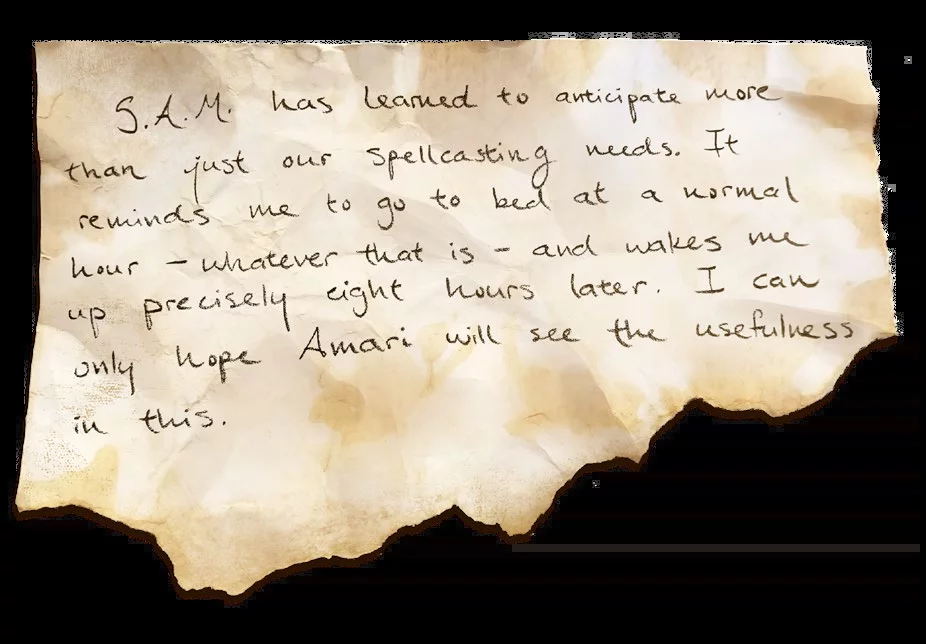 S.A.M. has learned to anticipate more
than just our spellcasting needs. It
reminds me to go to bed at a normal
hour - whatever that is - and wakes me
up precisely eight hours later. I can
only hope Amari will see the usefulness
in this.